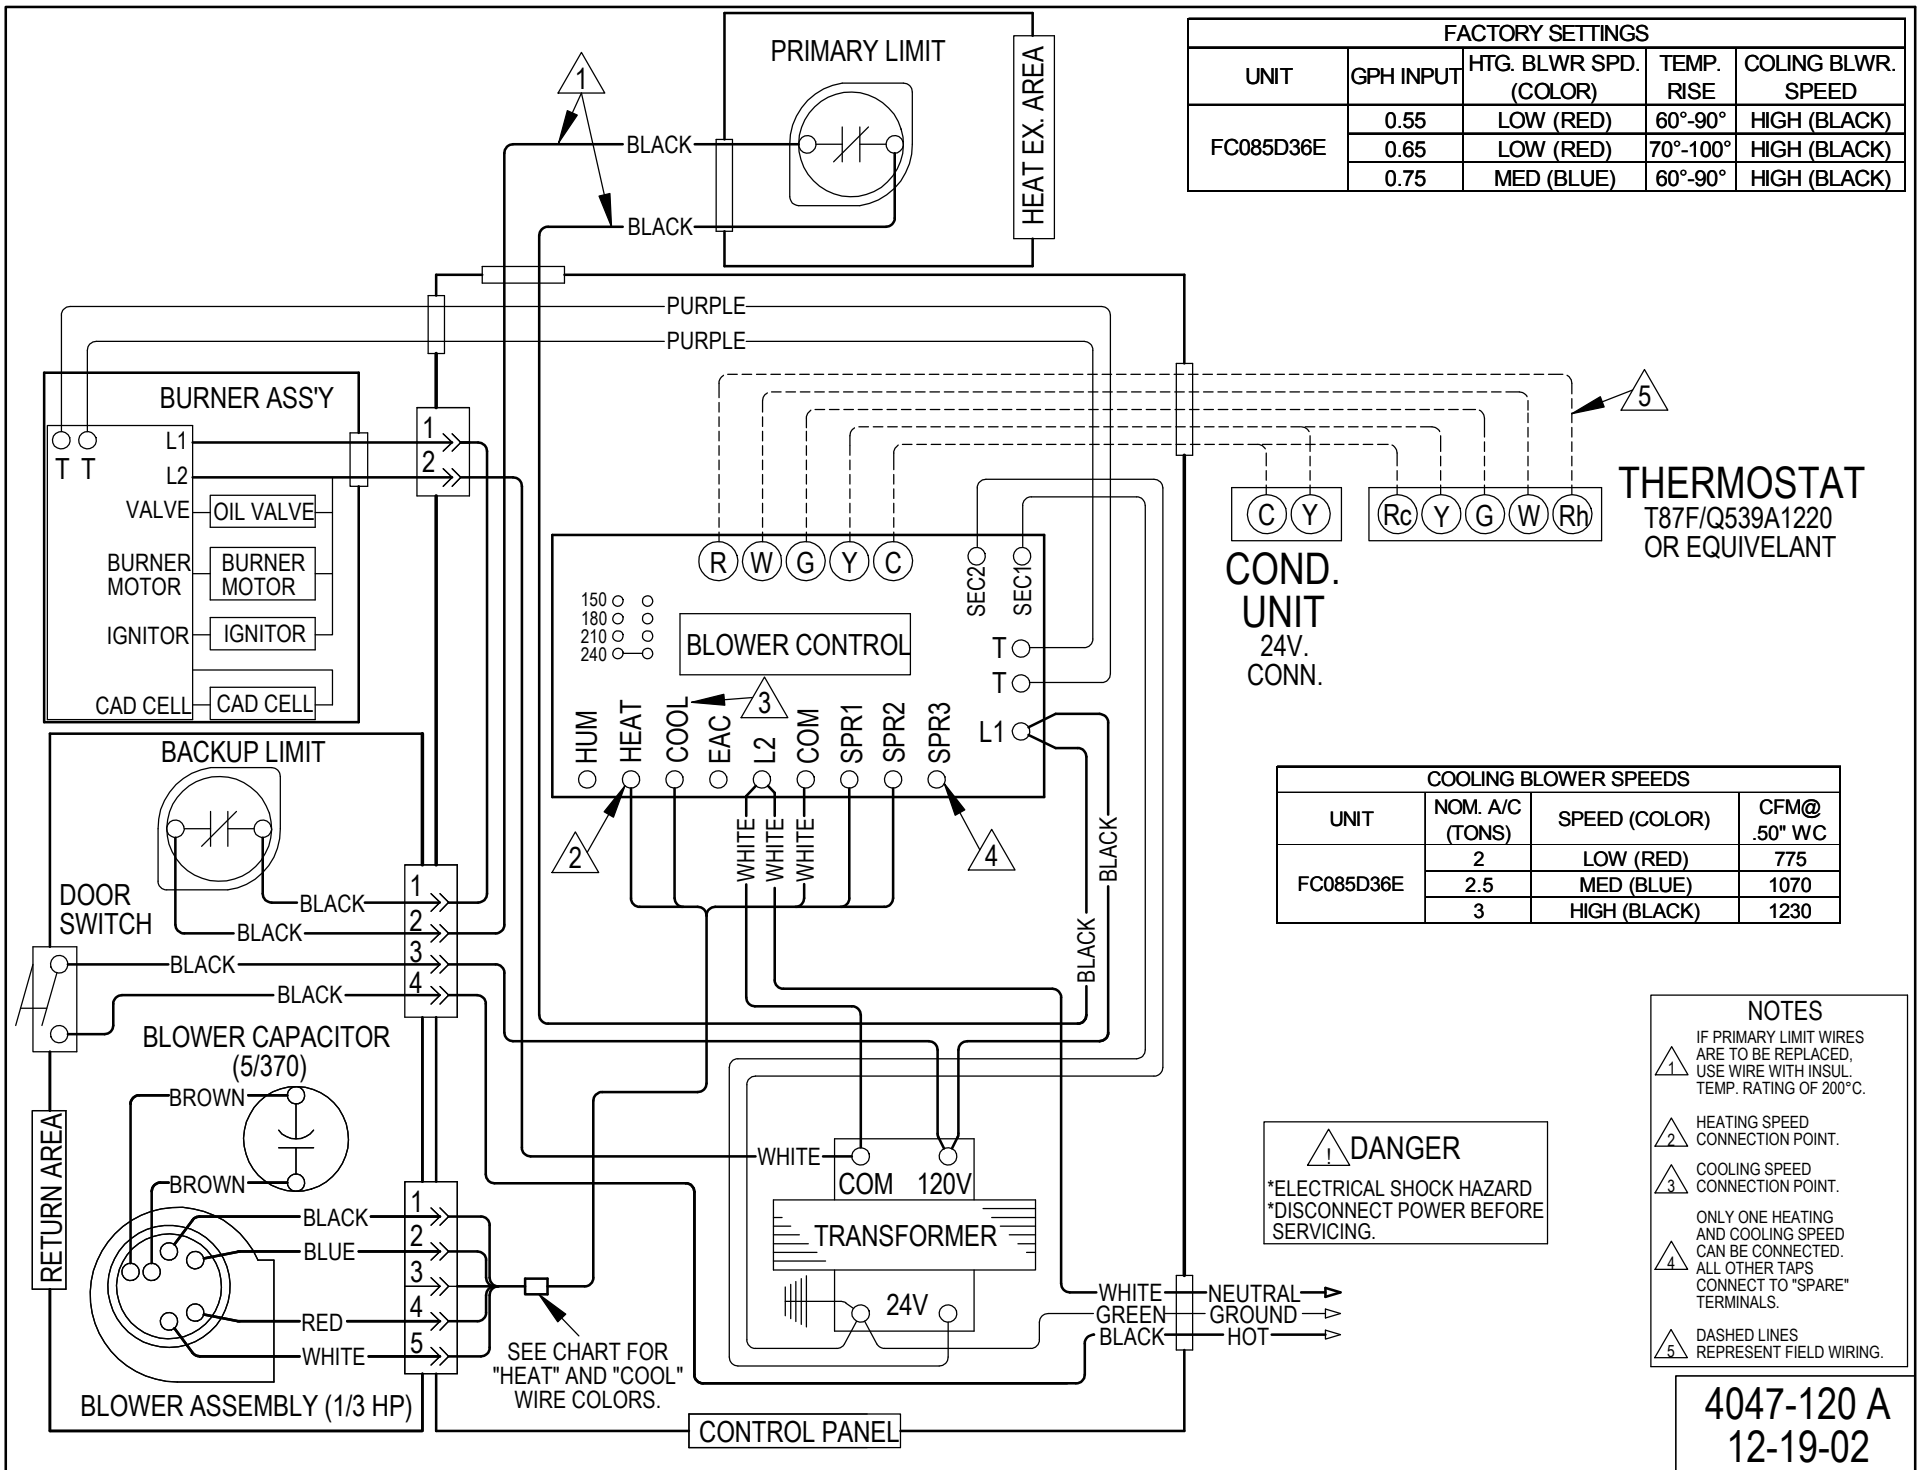 PRIMARY LIMIT
HEAT EX. AREA
1
BLACK
BLACK
FACTORY SETTINGS
UNIT
GPH INPUT
HTG. BLWR SPD.
(COLOR)
TEMP.
RISE
COLING BLWR.
SPEED
FC085D36E
0.55 LOW (RED) 60°-90° HIGH (BLACK)
0.65 LOW (RED) 70°-100° HIGH (BLACK)
0.75 MED (BLUE) 60°-90° HIGH (BLACK)
PURPLE
PURPLE
BURNER ASS'Y
T T
L1
L2
VALVE
OIL VALVE
BURNER
MOTOR
BURNER
MOTOR
IGNITOR
IGNITOR
CAD CELL
CAD CELL
1
2
5
C Y
COND.
UNIT
24V.
CONN.
Rc Y G W Rh
THERMOSTAT
T87F/Q539A1220
OR EQUIVELANT
R W G Y C
SEC2
SEC1
150
180
210
240
BLOWER CONTROL
T
T
L1
3
HUM
HEAT
COOL
EAC
L2
COM
SPR1
SPR2
SPR3
2
4
WHITE
WHITE
WHITE
BLACK
BLACK
BACKUP LIMIT
DOOR
SWITCH
BLACK
BLACK
BLACK
BLACK
1
2
3
4
COOLING BLOWER SPEEDS
UNIT
NOM. A/C
(TONS)
SPEED (COLOR)
CFM@
.50" WC
FC085D36E
2 LOW (RED) 775
2.5 MED (BLUE) 1070
3 HIGH (BLACK) 1230
BLOWER CAPACITOR
(5/370)
BROWN
BROWN
RETURN AREA
BLACK
BLUE
RED
WHITE
1
2
3
4
5
BLOWER ASSEMBLY (1/3 HP)
SEE CHART FOR
"HEAT" AND "COOL"
WIRE COLORS.
WHITE
COM 120V
TRANSFORMER
24V
WHITE NEUTRAL
GREEN GROUND
BLACK HOT
CONTROL PANEL
! DANGER
*ELECTRICAL SHOCK HAZARD
*DISCONNECT POWER BEFORE
SERVICING.
NOTES
1
IF PRIMARY LIMIT WIRES
ARE TO BE REPLACED,
USE WIRE WITH INSUL.
TEMP. RATING OF 200°C.
2
HEATING SPEED
CONNECTION POINT.
3
COOLING SPEED
CONNECTION POINT.
4
ONLY ONE HEATING
AND COOLING SPEED
CAN BE CONNECTED.
ALL OTHER TAPS
CONNECT TO "SPARE"
TERMINALS.
5
DASHED LINES
REPRESENT FIELD WIRING.
4047-120 A
12-19-02